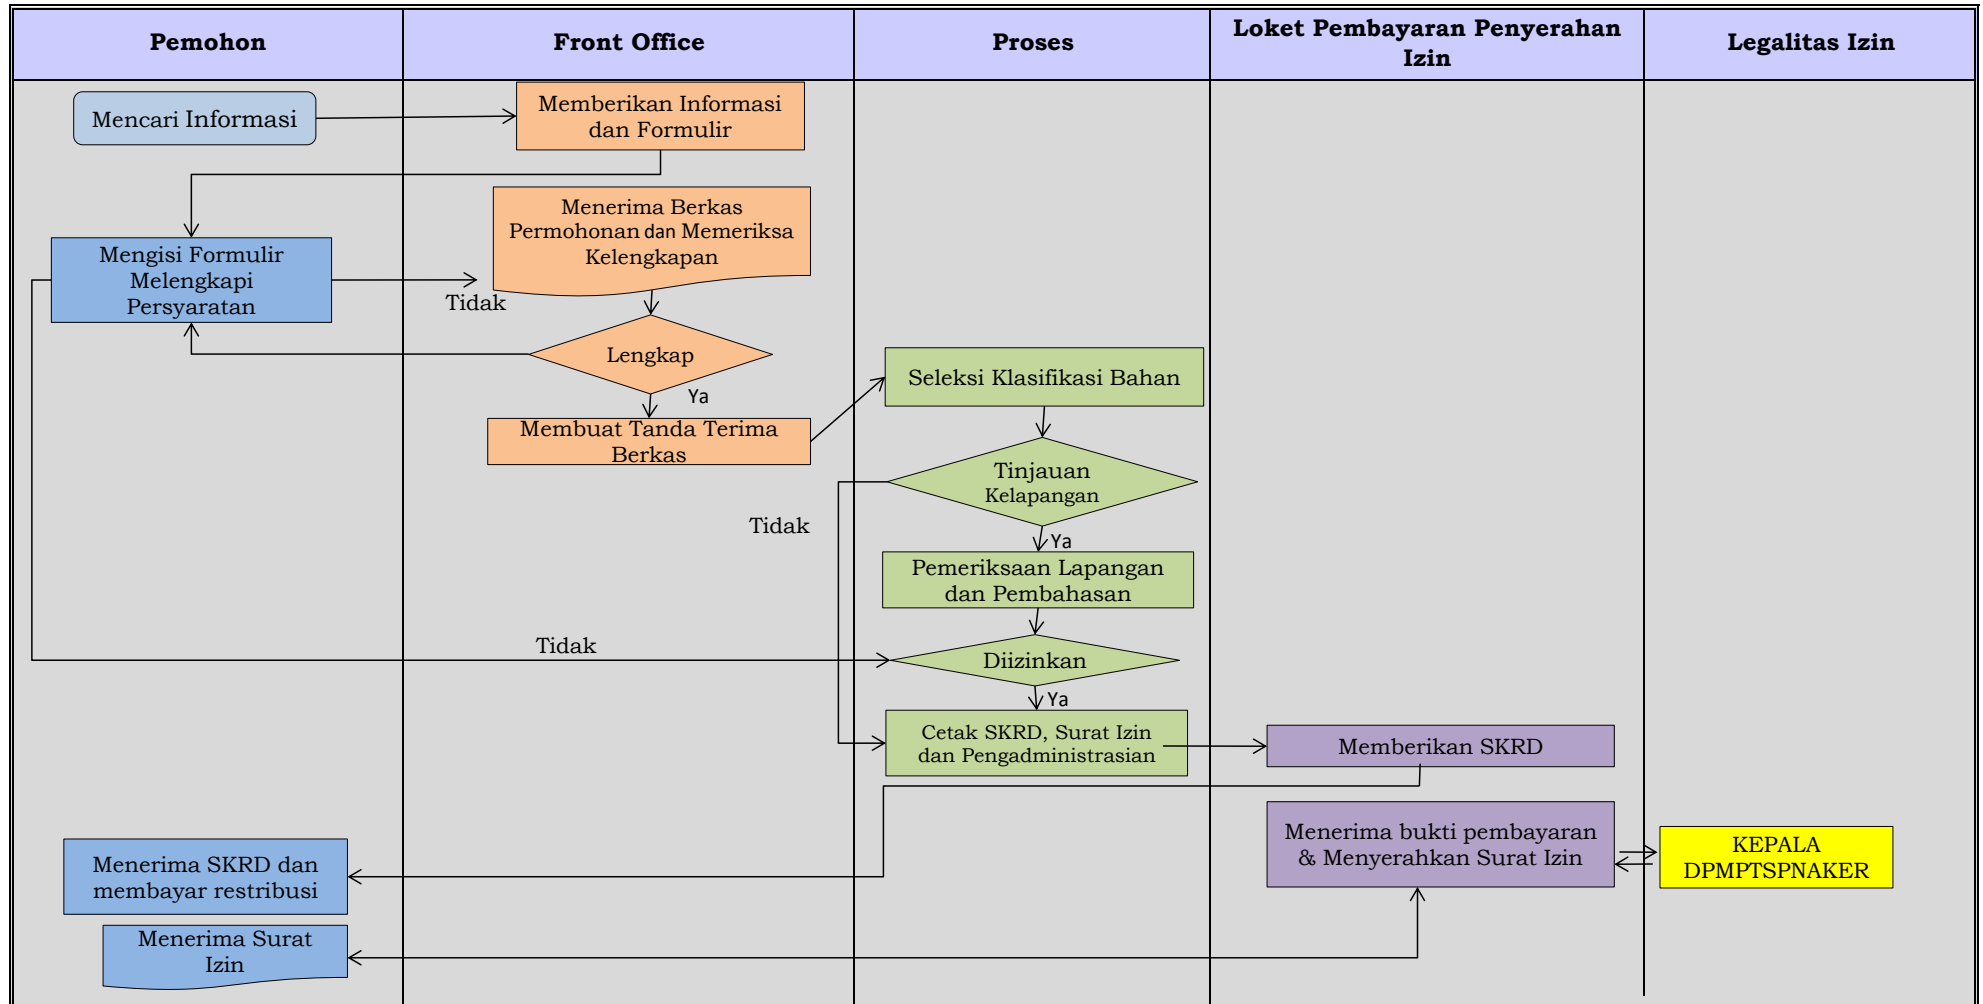 Pemohon
Front Office
Proses
Loket Pembayaran Penyerahan
Izin
Legalitas Izin
Mencari Informasi
Memberikan Informasi
dan Formulir
Menerima Berkas
Permohonan dan Memeriksa
Kelengkapan
Mengisi Formulir
Melengkapi
Persyaratan
Tidak
Lengkap
Ya
Membuat Tanda Terima
Berkas
Seleksi Klasifikasi Bahan
Tinjauan
Kelapangan
Tidak
Ya
Pemeriksaan Lapangan
dan Pembahasan
Tidak
Diizinkan
Ya
Cetak SKRD, Surat Izin
dan Pengadministrasian
Memberikan SKRD
Menerima bukti pembayaran
& Menyerahkan Surat Izin
KEPALA
DPMPTSPNAKER
Menerima SKRD dan
membayar restribusi
Menerima Surat
Izin